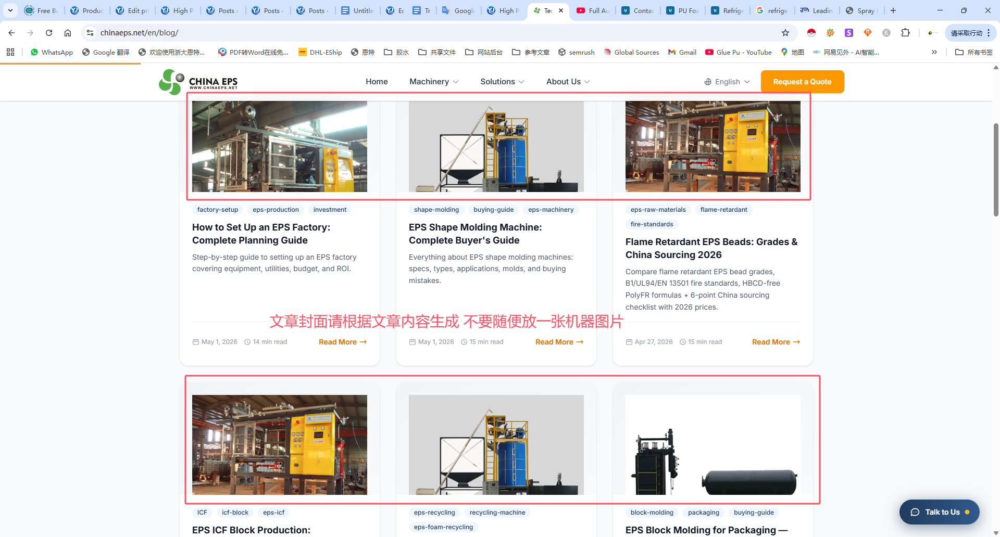 Free Bu
Produc
Edit pr
High P
Posts
Posts
Posts
Untitle
Ec
Tr
Google
High P
Tec
Full Au
Contac
PU Foa
Refrige
refrige
Leadin
Spray
chinaeps.net/en/blog/
请采取行动
WhatsApp
Google 翻译
欢迎使用浙大恩特...
PDF转Word在线免...
DHL-EShip
恩特
胶水
共享文件
网站后台
参考文章
semrush
Global Sources
Gmail
Glue Pu - YouTube
地图
网易见外 - AI智能...
所有书签
CHINA EPS
WWW.CHINAEPS.NET
Home
Machinery
Solutions
About Us
English
Request a Quote
factory-setup
eps-production
investment
How to Set Up an EPS Factory:
Complete Planning Guide
Step-by-step guide to setting up an EPS factory
covering equipment, utilities, budget, and ROI.
May 1, 2026
14 min read
Read More →
shape-molding
buying-guide
eps-machinery
EPS Shape Molding Machine:
Complete Buyer's Guide
Everything about EPS shape molding machines:
specs, types, applications, molds, and buying
mistakes.
May 1, 2026
15 min read
Read More →
eps-raw-materials
flame-retardant
fire-standards
Flame Retardant EPS Beads: Grades &
China Sourcing 2026
Compare flame retardant EPS bead grades,
B1/UL94/EN 13501 fire standards, HBCD-free
PolyFR formulas + 6-point China sourcing
checklist with 2026 prices.
Apr 27, 2026
15 min read
Read More →
文章封面请根据文章内容生成 不要随便放一张机器图片
ICF
icf-block
eps-icf
EPS ICF Block Production:
eps-recycling
recycling-machine
eps-foam-recycling
block-molding
packaging
buying-guide
EPS Block Molding for Packaging —
Talk to Us